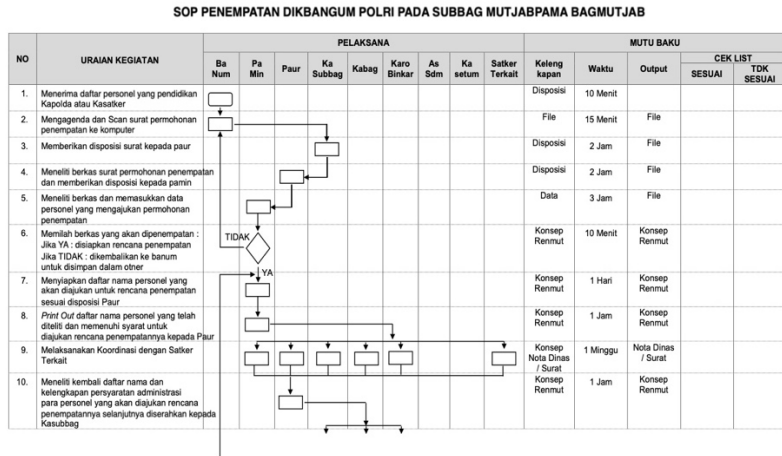 SOP PENEMPATAN DIKBANGUM POLRI PADA SUBBAG MUTJABPAMA BAGMUTJAB
NO
URAIAN KEGIATAN
PELAKSANA
MUTU BAKU
Ba Num
Pa Min
Paur
Ka Subbag
Kabag
Karo Binkar
As Sdm
Ka setum
Satker Terkait
Keleng kapan
Waktu
Output
CEK LIST
SESUAI
TDK SESUAI
1. Menerima daftar personel yang pendidikan
Kapolda atau Kasatker
Disposisi
10 Menit
2. Mengagenda dan Scan surat permohonan
penempatan ke komputer
File
15 Menit
File
3. Memberikan disposisi surat kepada paur
Disposisi
2 Jam
File
4. Meneliti berkas surat permohonan penempatan
dan memberikan disposisi kepada pamin
Disposisi
2 Jam
File
5. Meneliti berkas dan memasukkan data
personel yang mengajukan permohonan
penempatan
Data
3 Jam
File
6. Memilah berkas yang akan dipenempatan :
Jika YA : disiapkan rencana penempatan
Jika TIDAK : dikembalikan ke banum
untuk disimpan dalam otner
TIDAK
YA
Konsep Renmut
10 Menit
Konsep Renmut
7. Menyiapkan daftar nama personel yang
akan diajukan untuk rencana penempatan
sesuai disposisi Paur
Konsep Renmut
1 Hari
Konsep Renmut
8. Print Out daftar nama personel yang telah
diteliti dan memenuhi syarat untuk
diajukan rencana penempatannya kepada Paur
Konsep Renmut
1 Jam
Konsep Renmut
9. Melaksanakan Koordinasi dengan Satker
Terkait
Konsep Nota Dinas / Surat
1 Minggu
Nota Dinas / Surat
10. Meneliti kembali daftar nama dan
kelengkapan persyaratan administrasi
para personel yang akan diajukan rencana
penempatannya selanjutnya diserahkan kepada
Kasubbag
Konsep Renmut
1 Jam
Konsep Renmut